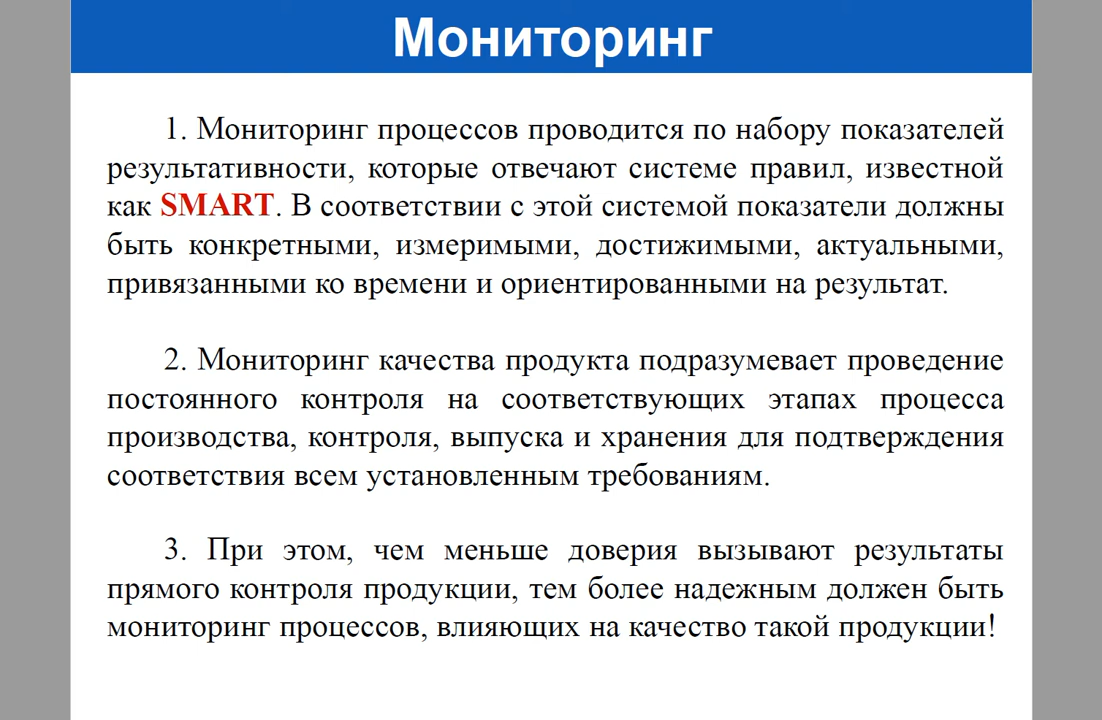 Мониторинг
1. Мониторинг процессов проводится по набору показателей
результативности, которые отвечают системе правил, известной
как SMART. В соответствии с этой системой показатели должны
быть конкретными, измеримыми, достижимыми, актуальными,
привязанными ко времени и ориентированными на результат.
2. Мониторинг качества продукта подразумевает проведение
постоянного контроля на соответствующих этапах процесса
производства, контроля, выпуска и хранения для подтверждения
соответствия всем установленным требованиям.
3. При этом, чем меньше доверия вызывают результаты
прямого контроля продукции, тем более надежным должен быть
мониторинг процессов, влияющих на качество такой продукции!